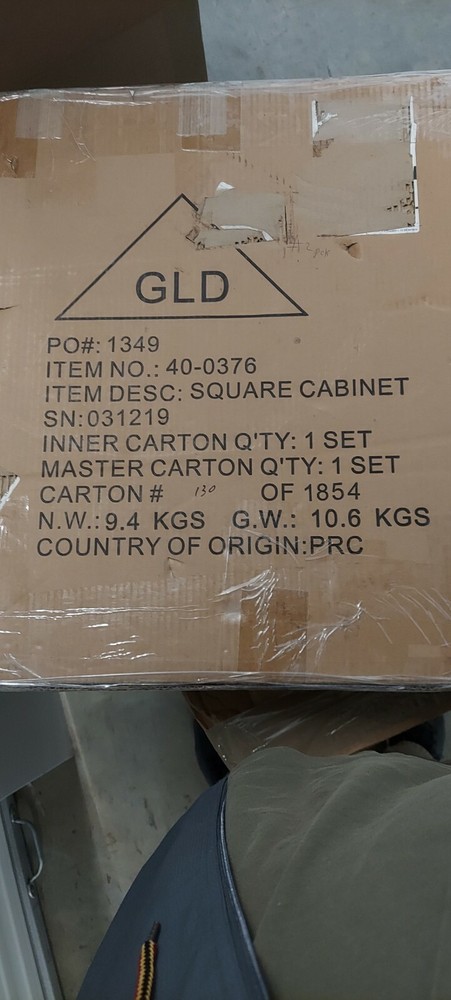 GLD
PO#: 1349
ITEM NO.: 40-0376
ITEM DESC: SQUARE CABINET
SN:031219
INNER CARTON Q'TY: 1 SET
MASTER CARTON Q'TY: 1 SET
CARTON # 130 OF 1854
N.W.: 9.4 KGS G.W.: 10.6 KGS
COUNTRY OF ORIGIN:PRC